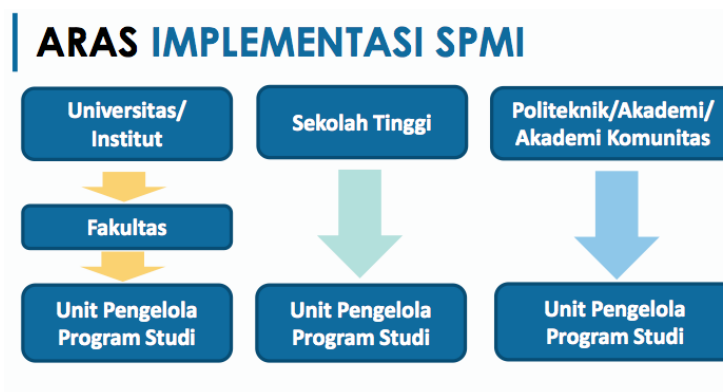 ARAS IMPLEMENTASI SPMI
Universitas/
Institut
Fakultas
Unit Pengelola
Program Studi
Sekolah Tinggi
Unit Pengelola
Program Studi
Politeknik/Akademi/
Akademi Komunitas
Unit Pengelola
Program Studi